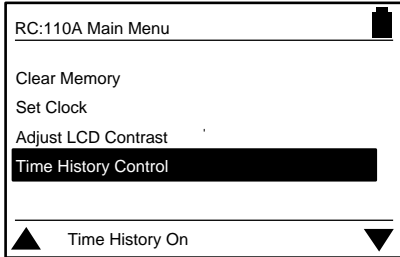 RC:110A Main Menu
Clear Memory
Set Clock
Adjust LCD Contrast
Time History Control
Time History On